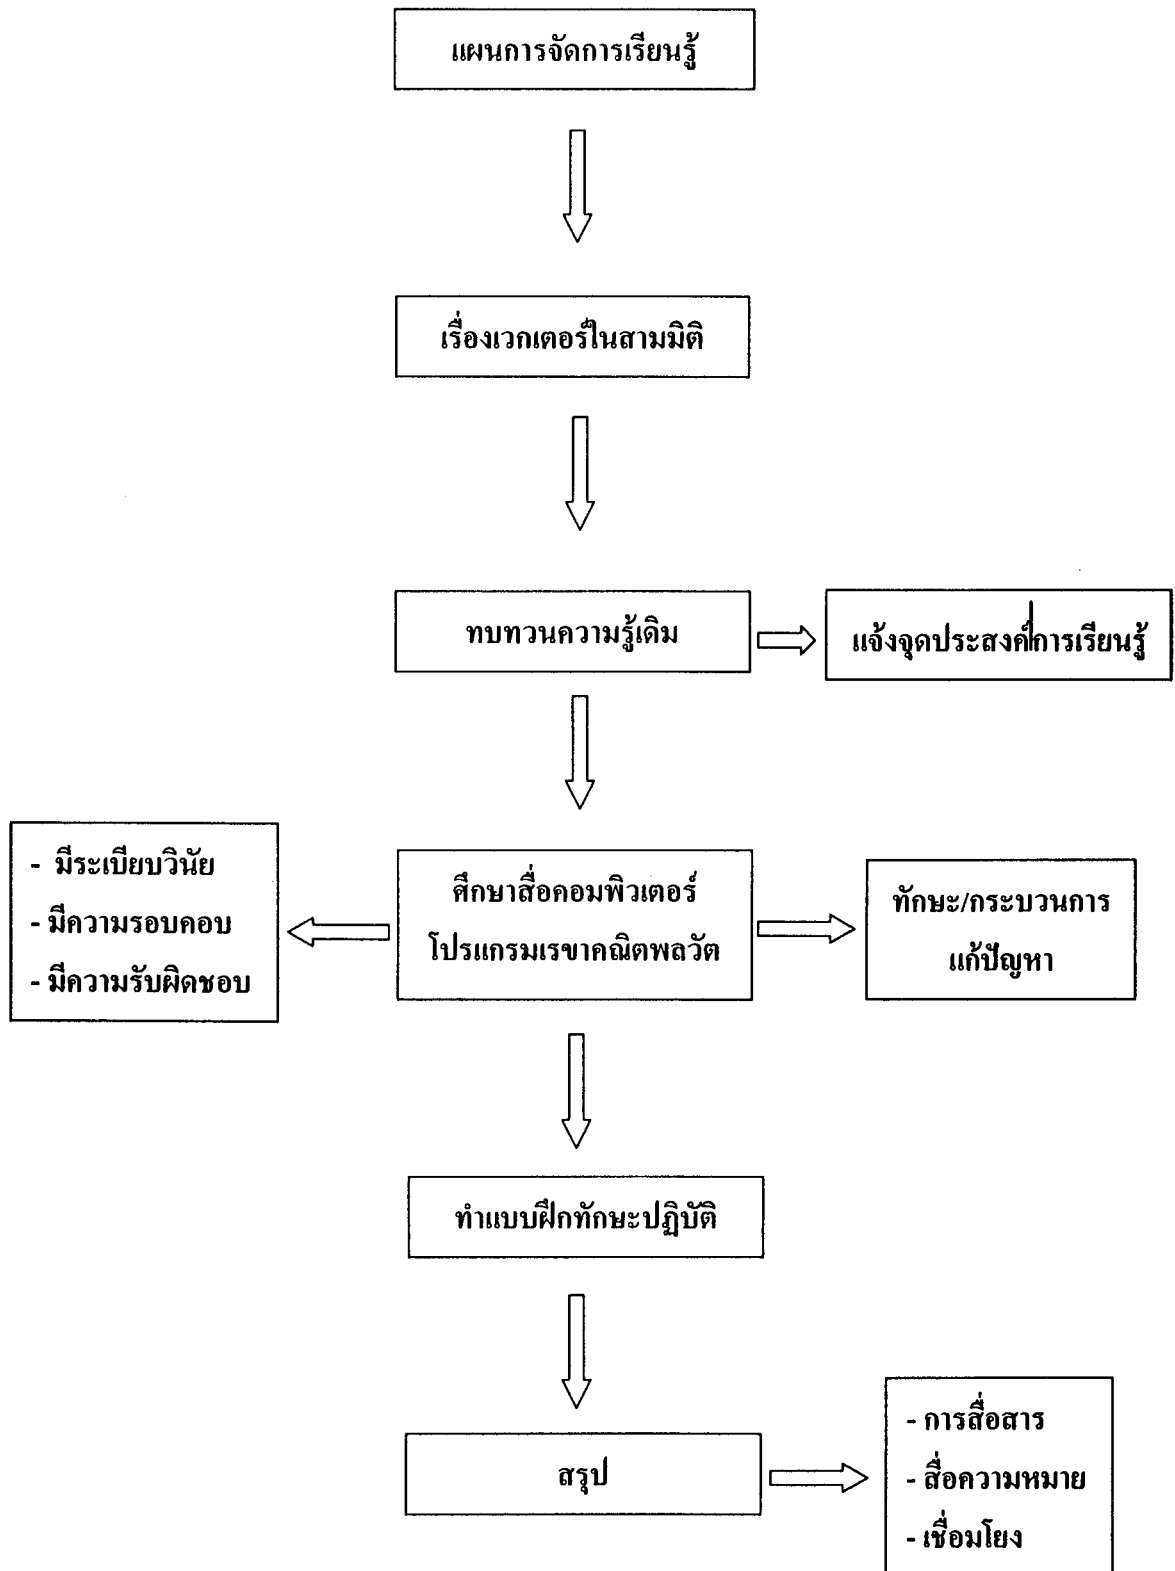 แผนการจัดการเรียนรู้
เรื่องเวกเตอร์ในสามมิติ
ทบทวนความรู้เดิม
แจ้งจุดประสงค์การเรียนรู้
- มีระเบียบวินัย
- มีความรอบคอบ
- มีความรับผิดชอบ
ศึกษาสื่อคอมพิวเตอร์
โปรแกรมเรขาคณิตพลวัต
ทักษะ/กระบวนการ
แก้ปัญหา
ทำแบบฝึกทักษะปฏิบัติ
สรุป
- การสื่อสาร
- สื่อความหมาย
- เชื่อมโยง